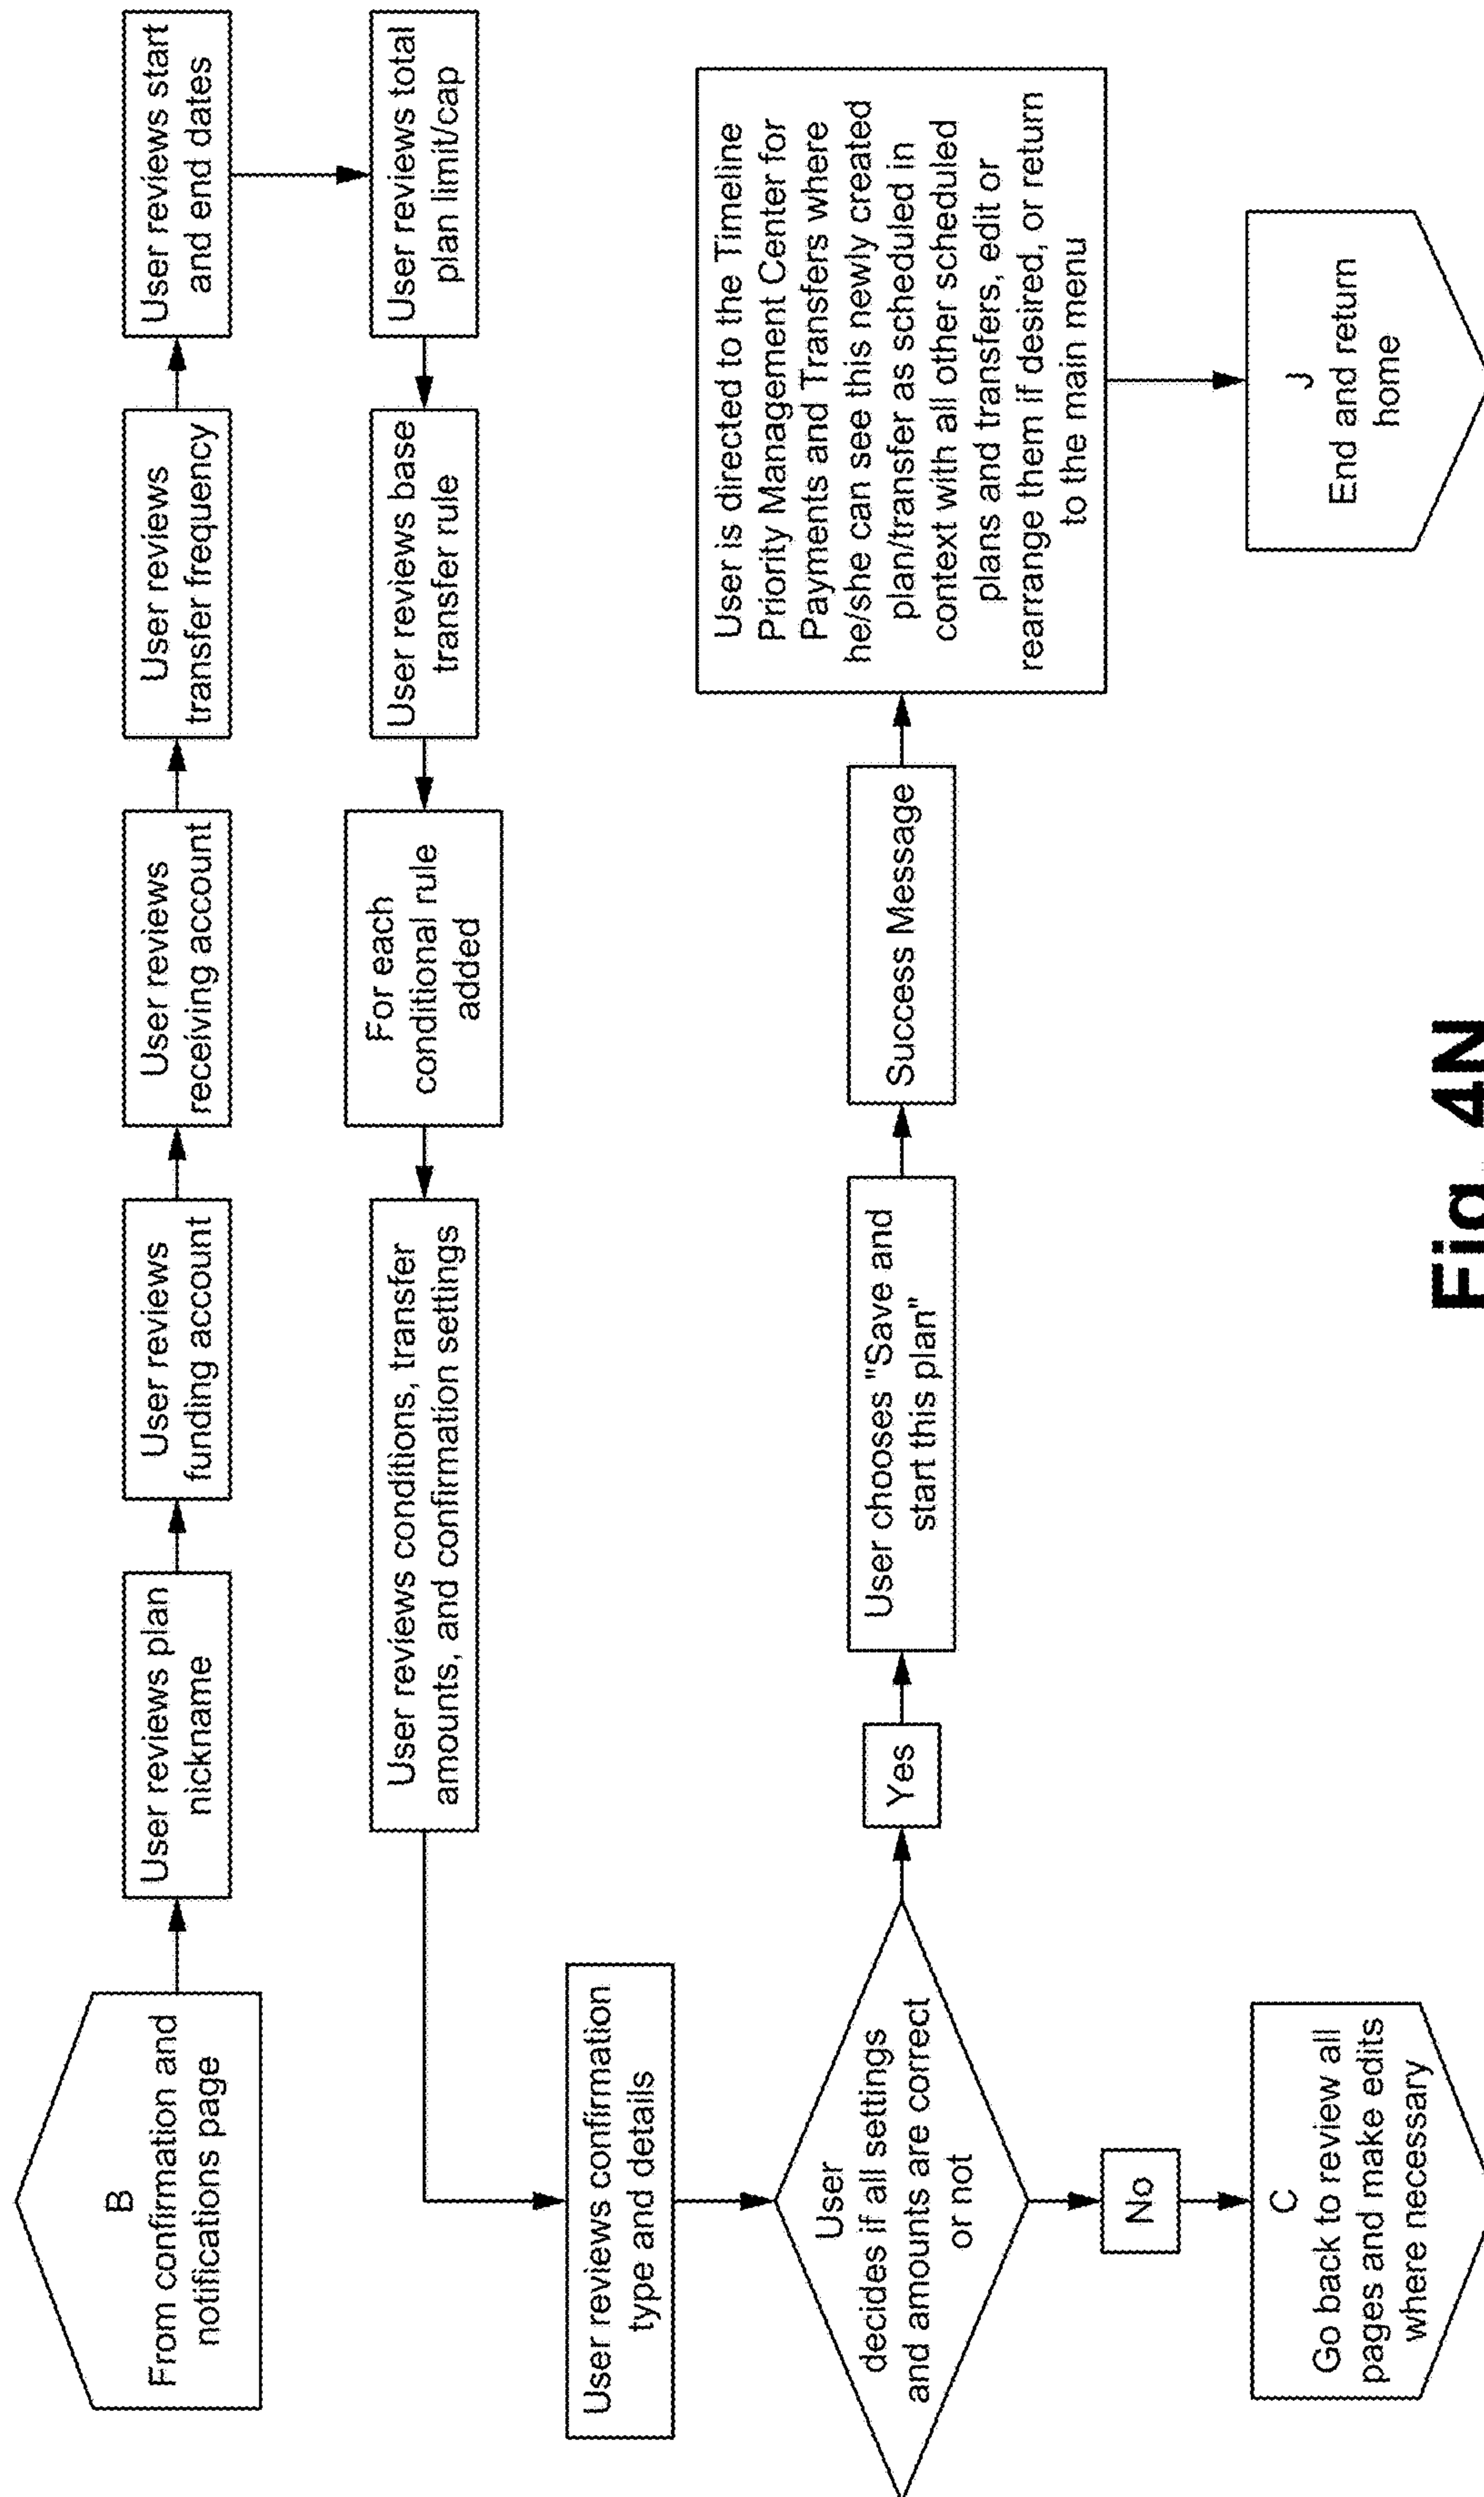 B
From confirmation and
notifications page
User reviews plan
nickname
User reviews
funding account
User reviews
receiving account
User reviews
transfer frequency
User reviews start
and end dates
User reviews total
plan limit/cap
User reviews base
transfer rule
For each
conditional rule
added
User reviews conditions, transfer
amounts, and confirmation settings
User reviews confirmation
type and details
User
decides if all settings
and amounts are correct
or not
Yes
User chooses "Save and
start this plan"
Success Message
User is directed to the Timeline
Priority Management Center for
Payments and Transfers where
he/she can see this newly created
plan/transfer as scheduled in
context with all other scheduled
plans and transfers, edit or
rearrange them if desired, or return
to the main menu
J
End and return
home
No
C
Go back to review all
pages and make edits
where necessary
Fig. 4N